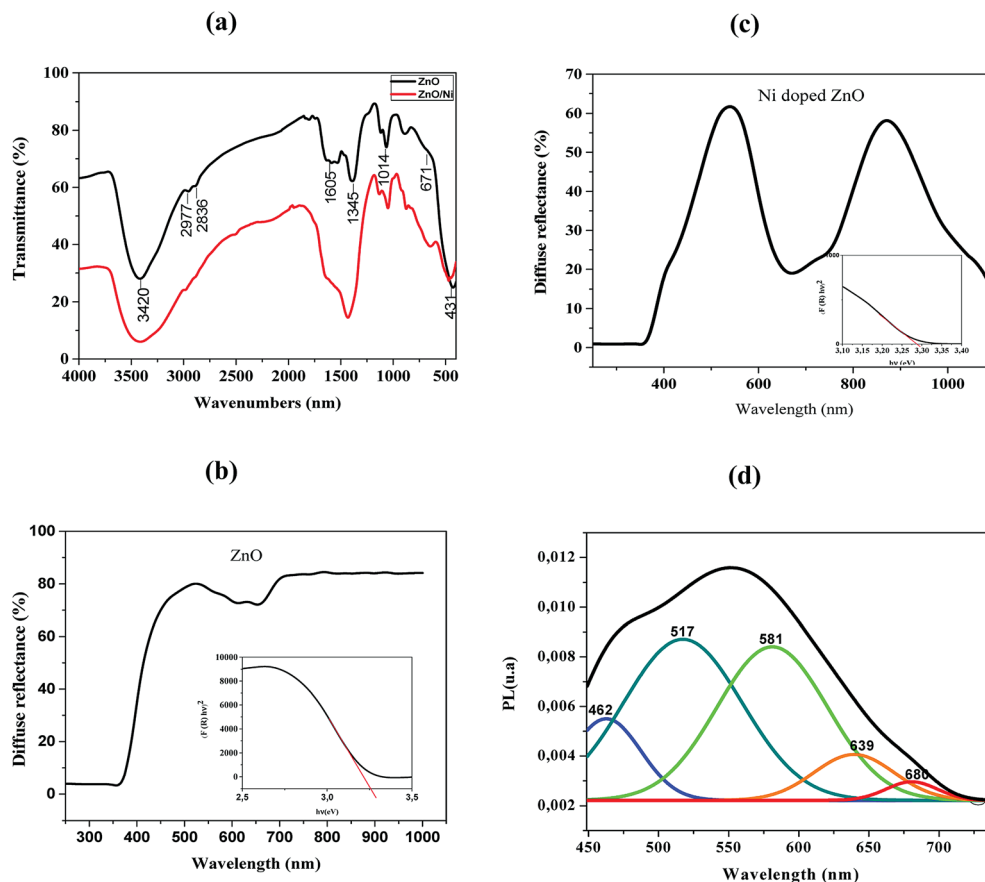 (a)
Transmittance (%)
100
80
60
40
20
0
ZnO
ZnO/Ni
3420
2977
2836
1605
1345
1014
671
431
4000 3000 2000 1500 1000 500
Wavenumbers (nm)
(c)
Diffuse reflectance (%)
70
60
50
40
30
20
10
0
Ni doped ZnO
(F (R) hν)²
1000
0
3,10 3,15 3,20 3,25 3,30 3,35 3,40
hν (eV)
400 600 800 1000
Wavelength (nm)
(b)
Diffuse reflectance (%)
100
80
60
40
20
0
ZnO
(F (R) hν)²
10000
8000
6000
4000
2000
0
2,5 3,0 3,5
hν(eV)
300 400 500 600 700 800 900 1000
Wavelength (nm)
(d)
PL(u.a)
0,012
0,010
0,008
0,006
0,004
0,002
462
517
581
639
680
450 500 550 600 650 700
Wavelength (nm)